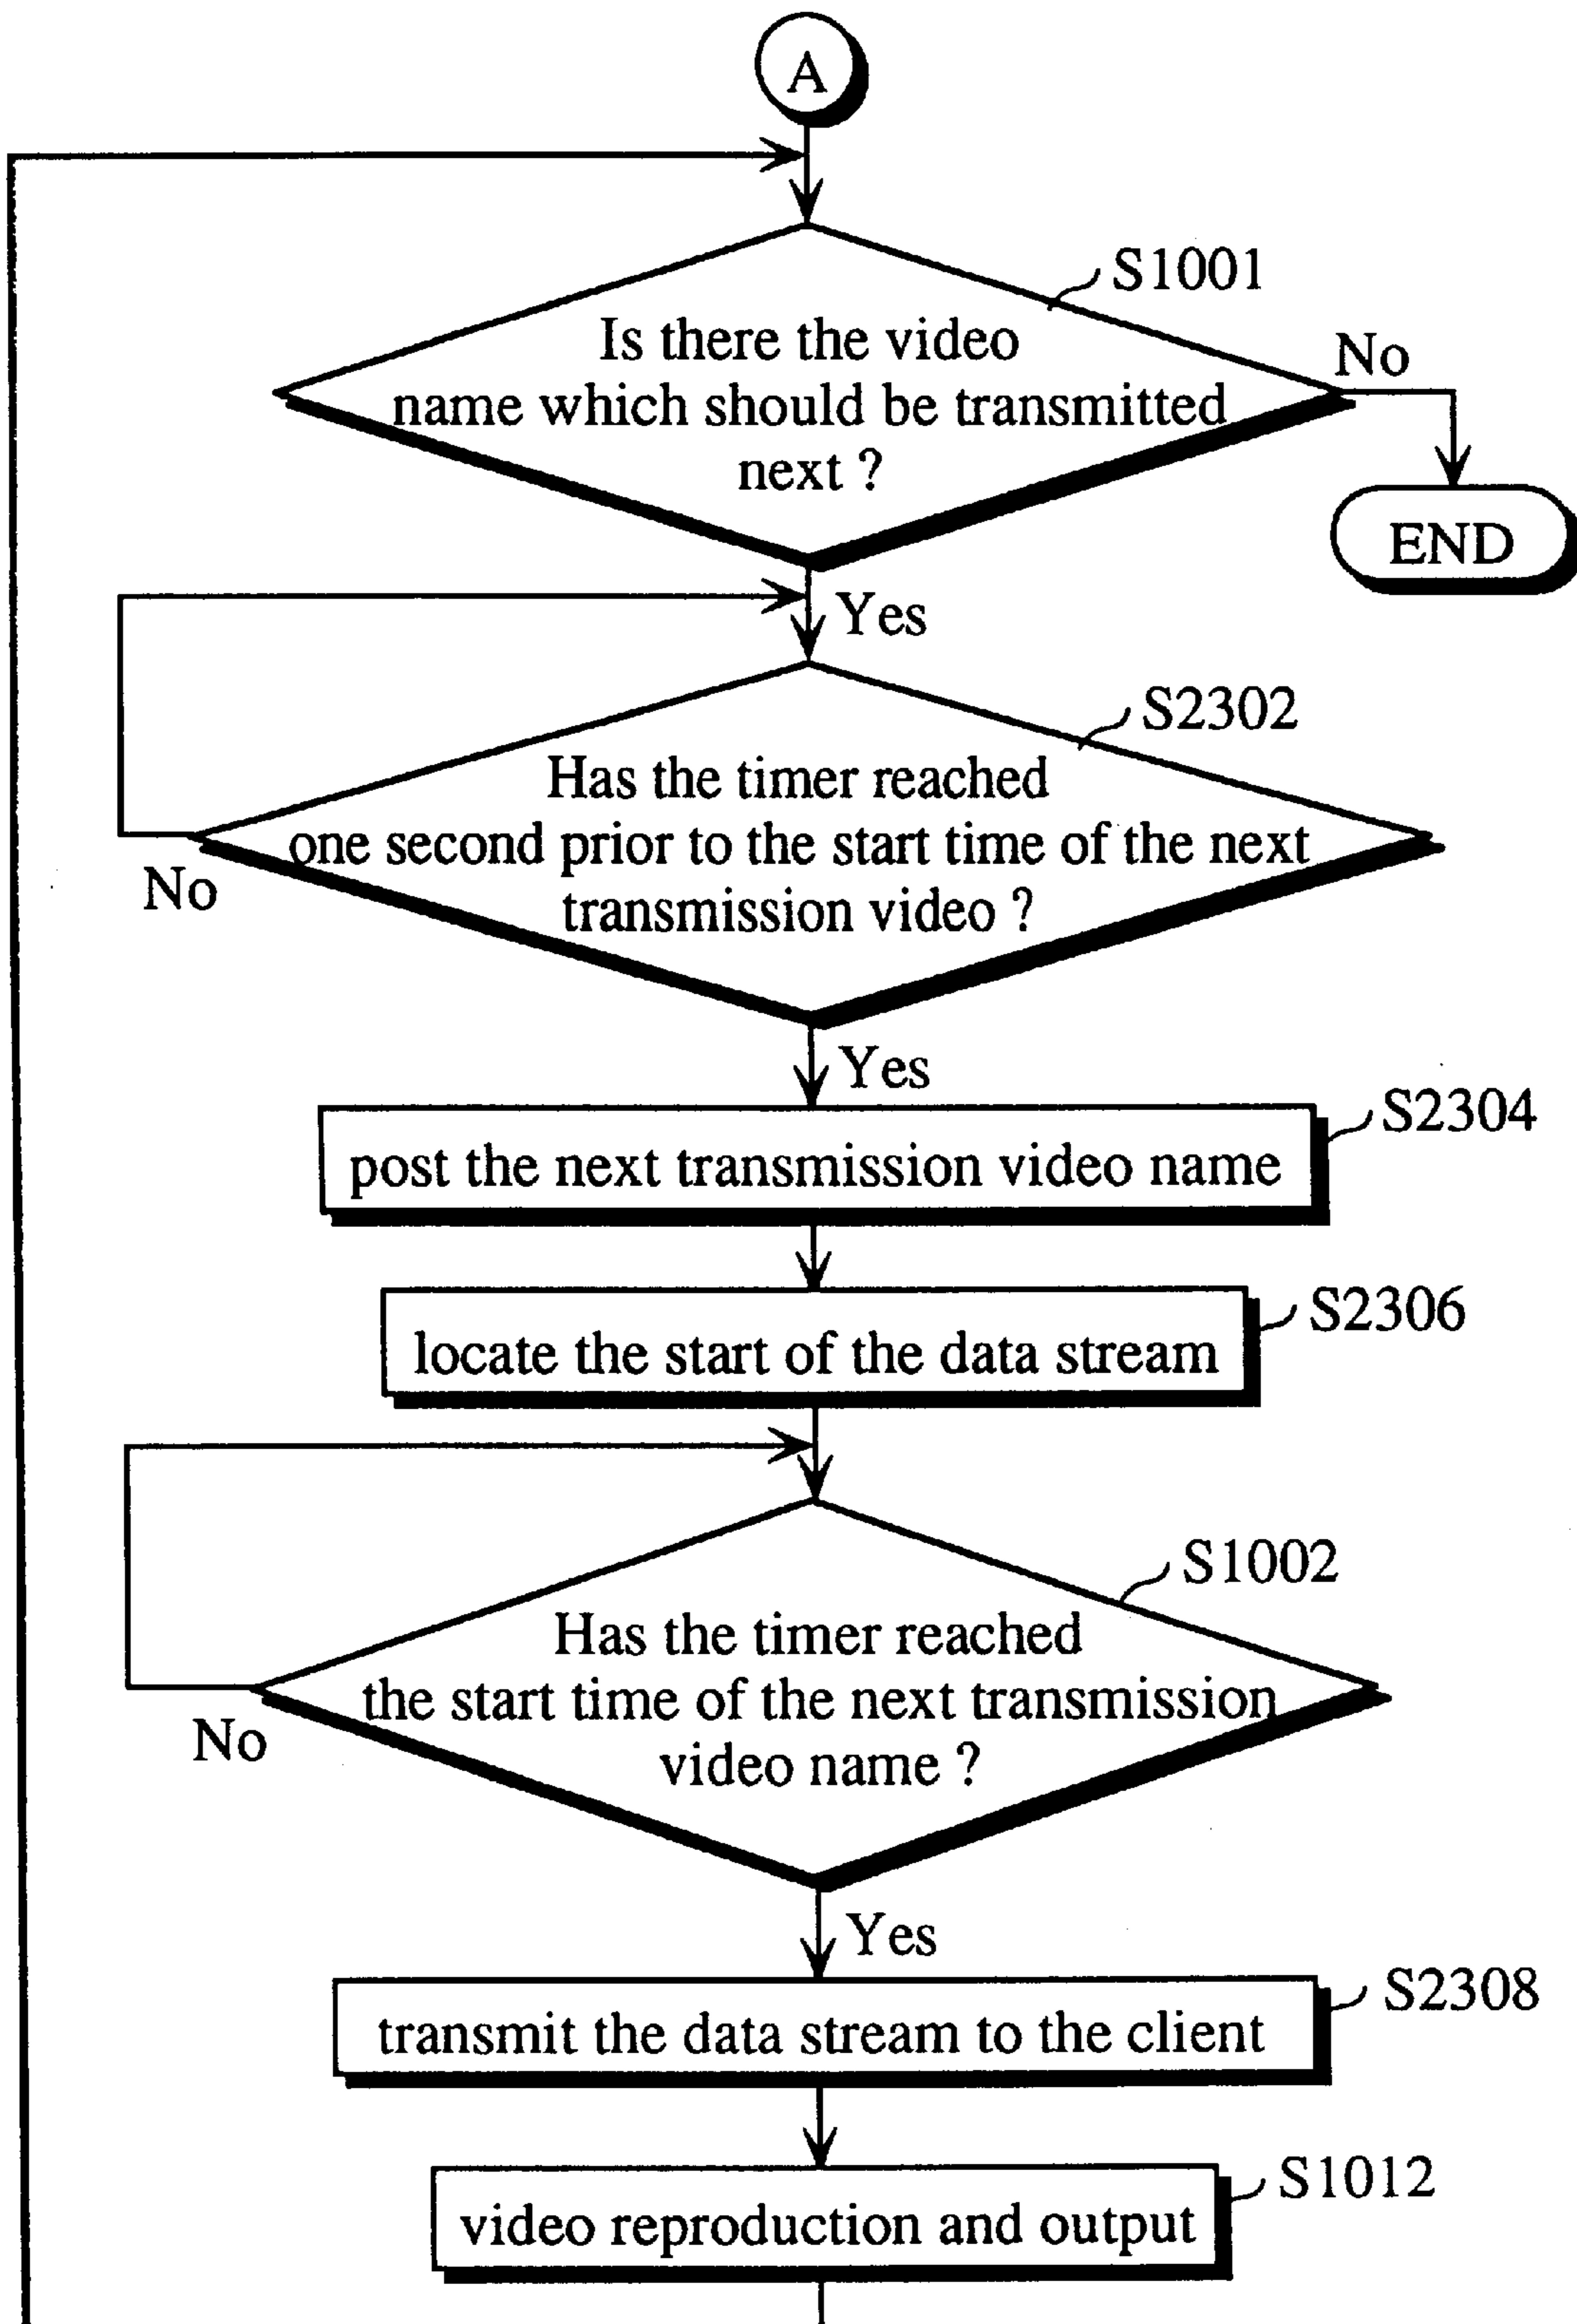 A
S1001
Is there the video
name which should be transmitted
next ?
No
END
Yes
S2302
Has the timer reached
one second prior to the start time of the next
transmission video ?
No
Yes
S2304
post the next transmission video name
S2306
locate the start of the data stream
S1002
Has the timer reached
the start time of the next transmission
video name ?
No
Yes
S2308
transmit the data stream to the client
S1012
video reproduction and output